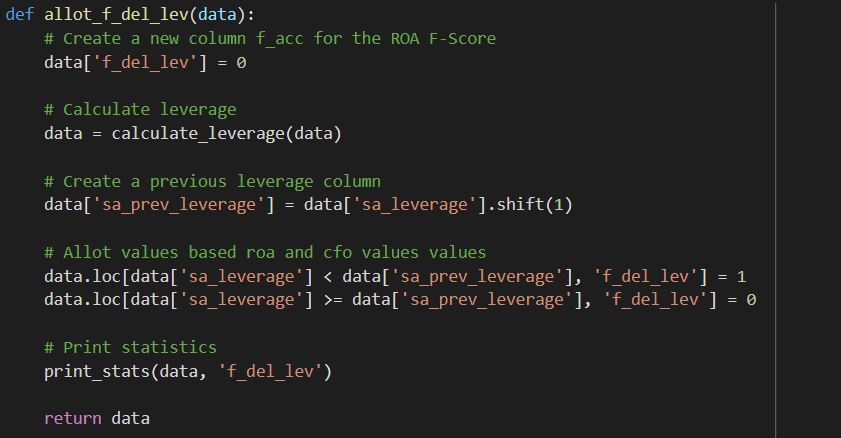 def allot_f_del_lev(data):
    # Create a new column f_acc for the ROA F-Score
    data['f_del_lev'] = 0
    # Calculate leverage
    data = calculate_leverage(data)
    # Create a previous leverage column
    data['sa_prev_leverage'] = data['sa_leverage'].shift(1)
    # Allot values based roa and cfo values values
    data.loc[data['sa_leverage'] < data['sa_prev_leverage'], 'f_del_lev'] = 1
    data.loc[data['sa_leverage'] >= data['sa_prev_leverage'], 'f_del_lev'] = 0
    # Print statistics
    print_stats(data, 'f_del_lev')
    return data